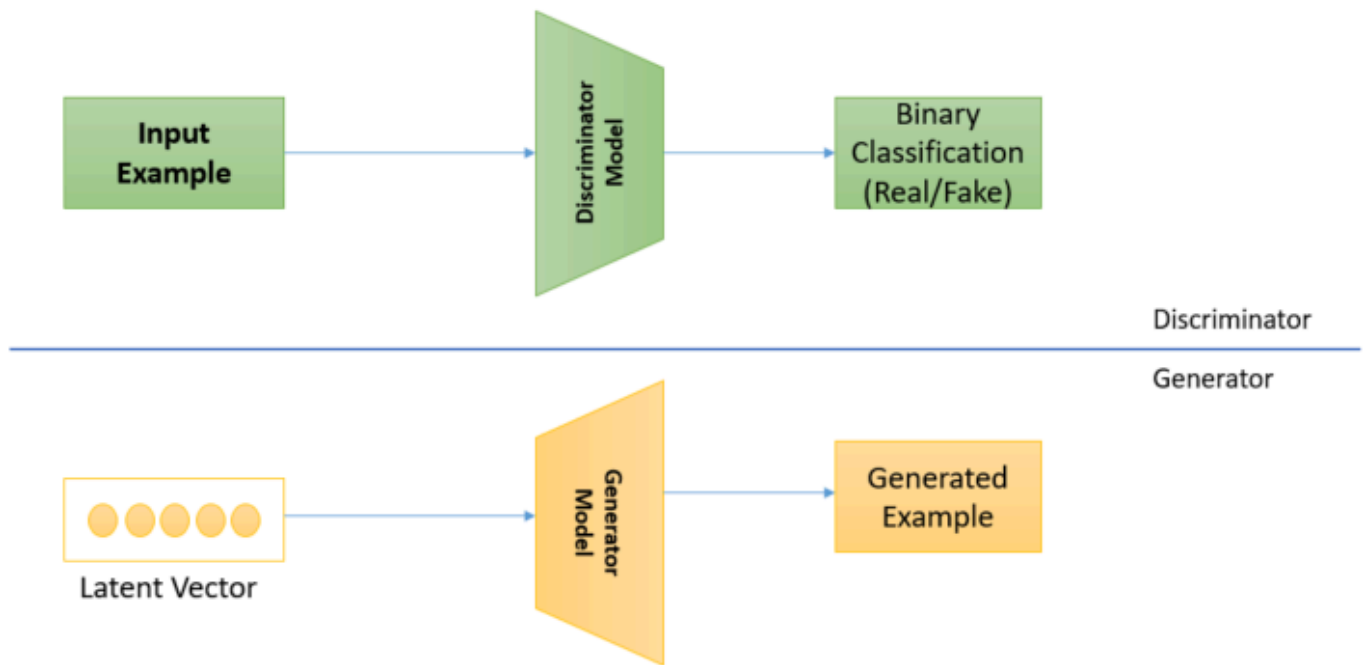 Input
Example
Discriminator
Model
Binary
Classification
(Real/Fake)
Discriminator
Generator
Latent Vector
Generator
Model
Generated
Example